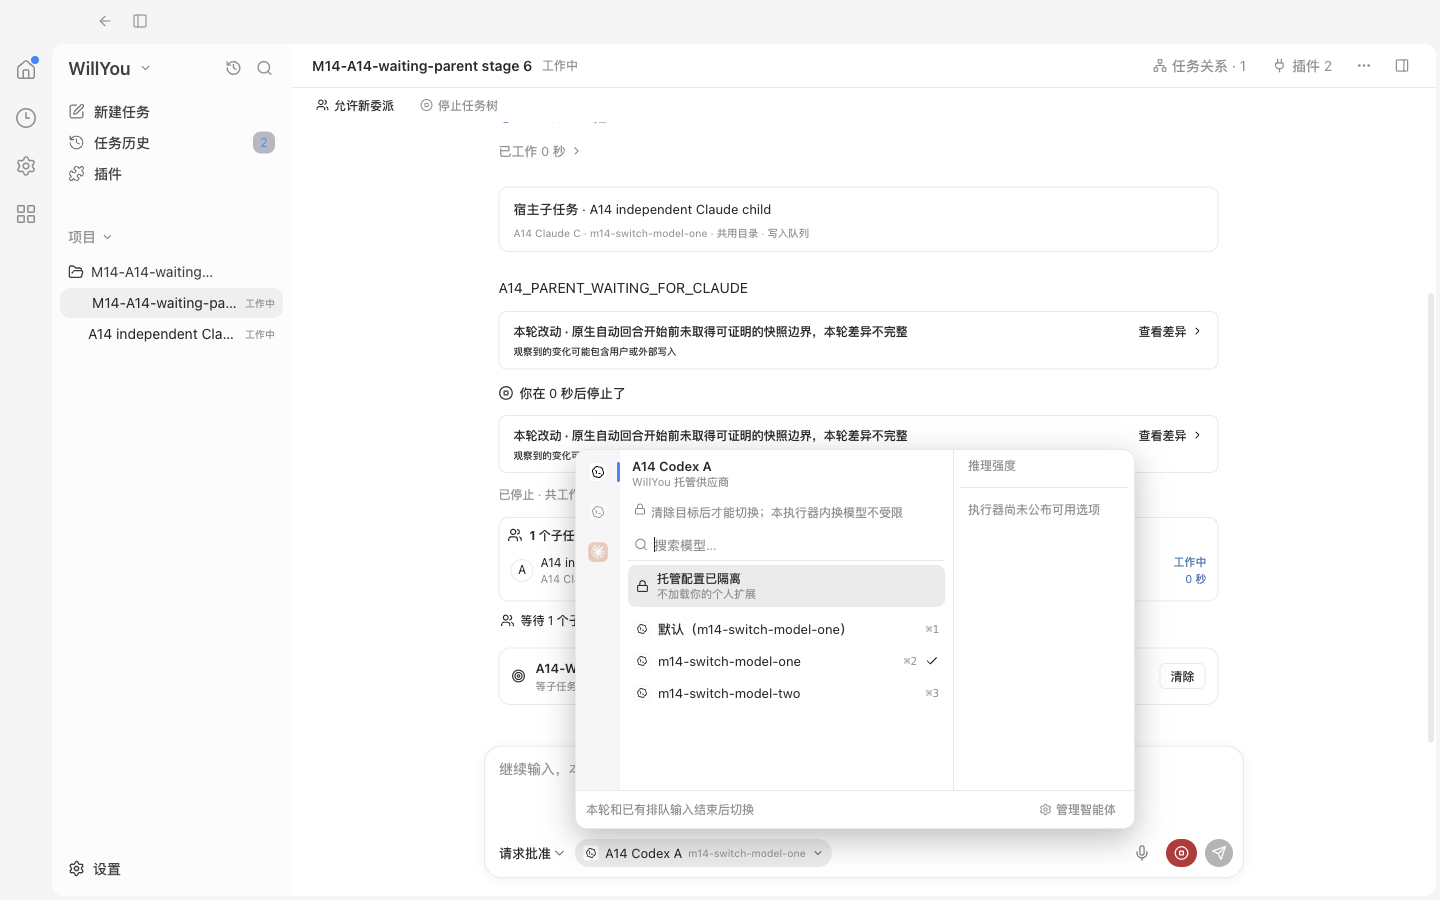 WillYou
新建任务
任务历史
2
插件
项目
M14-A14-waiting...
M14-A14-waiting-pa... 工作中
A14 independent Cla... 工作中
设置
M14-A14-waiting-parent stage 6 工作中
任务关系 · 1
插件 2
允许新委派
停止任务树
已工作 0 秒
宿主子任务 · A14 independent Claude child
A14 Claude C · m14-switch-model-one · 共用目录 · 写入队列
A14_PARENT_WAITING_FOR_CLAUDE
本轮改动 · 原生自动回合开始前未取得可证明的快照边界，本轮差异不完整
查看差异
观察到的变化可能包含用户或外部写入
你在 0 秒后停止了
本轮改动 · 原生自动回合开始前未取得可证明的快照边界，本轮差异不完整
查看差异
观察到的变化
已停止 · 共工作
1 个子任
A
A14 in
A14 Cl
工作中
0 秒
等待 1 个子
A14-W
等子任务
清除
继续输入，
A14 Codex A
WillYou 托管供应商
清除目标后才能切换；本执行器内换模型不受限
搜索模型...
托管配置已隔离
不加载你的个人扩展
默认（m14-switch-model-one） ⌘1
m14-switch-model-one ⌘2
m14-switch-model-two ⌘3
推理强度
执行器尚未公布可用选项
本轮和已有排队输入结束后切换
管理智能体
请求批准
A14 Codex A m14-switch-model-one